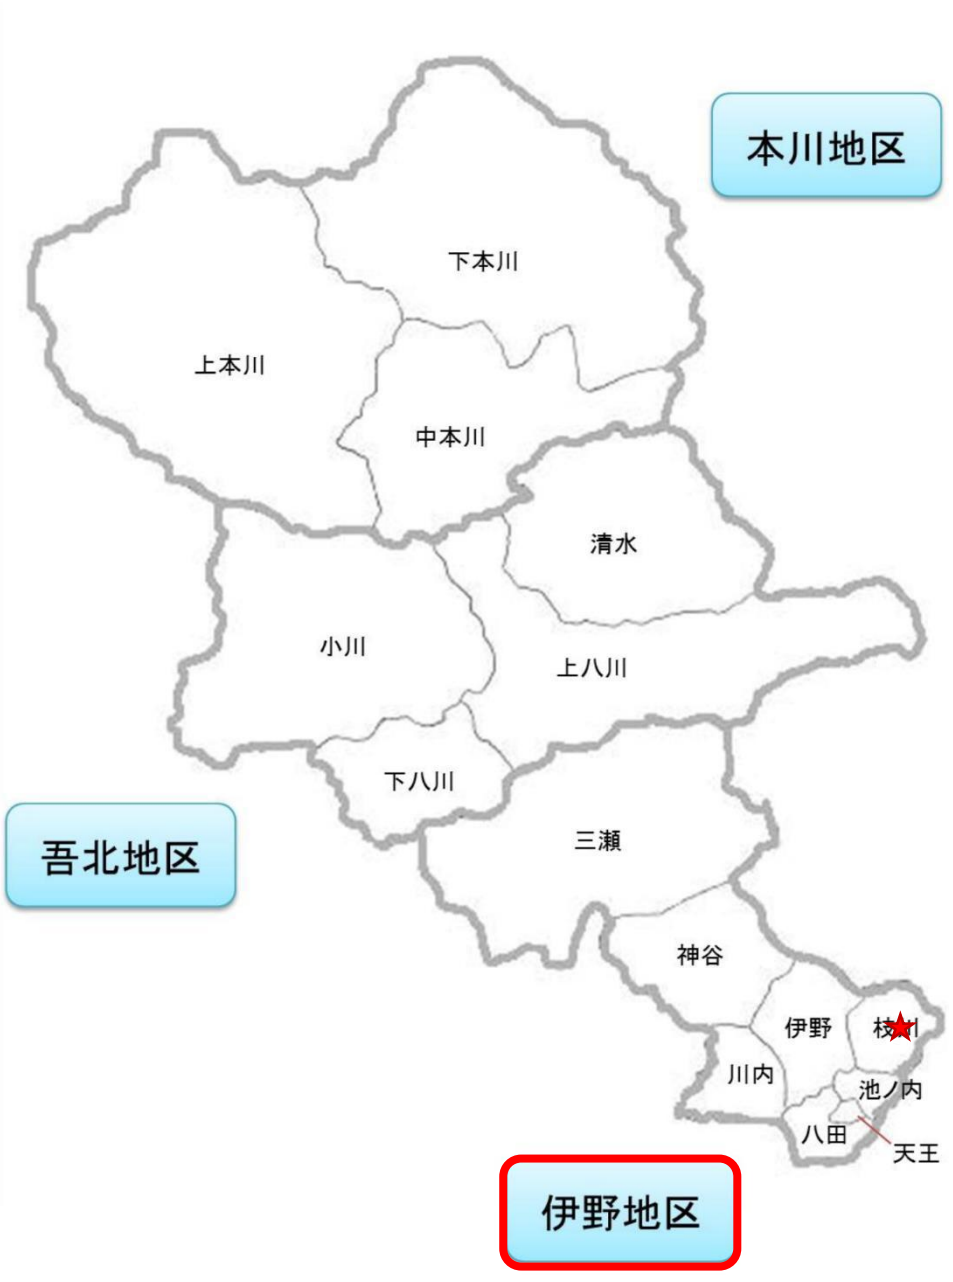 本川地区
下本川
上本川
中本川
清水
小川
上八川
下八川
三瀬
吾北地区
神谷
伊野
枝川
川内
池ノ内
八田
天王
伊野地区